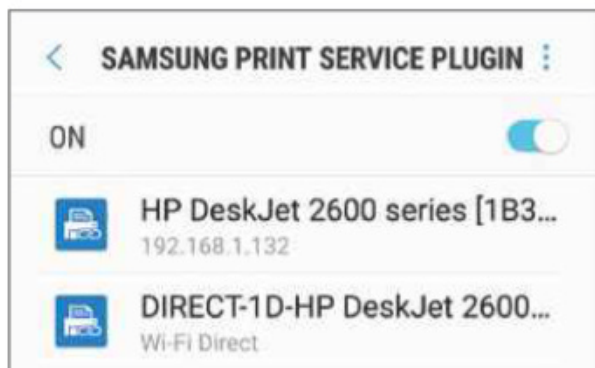 SAMSUNG PRINT SERVICE PLUGIN
ON
HP DeskJet 2600 series [1B3...
192.168.1.132
DIRECT-1D-HP DeskJet 2600...
Wi-Fi Direct